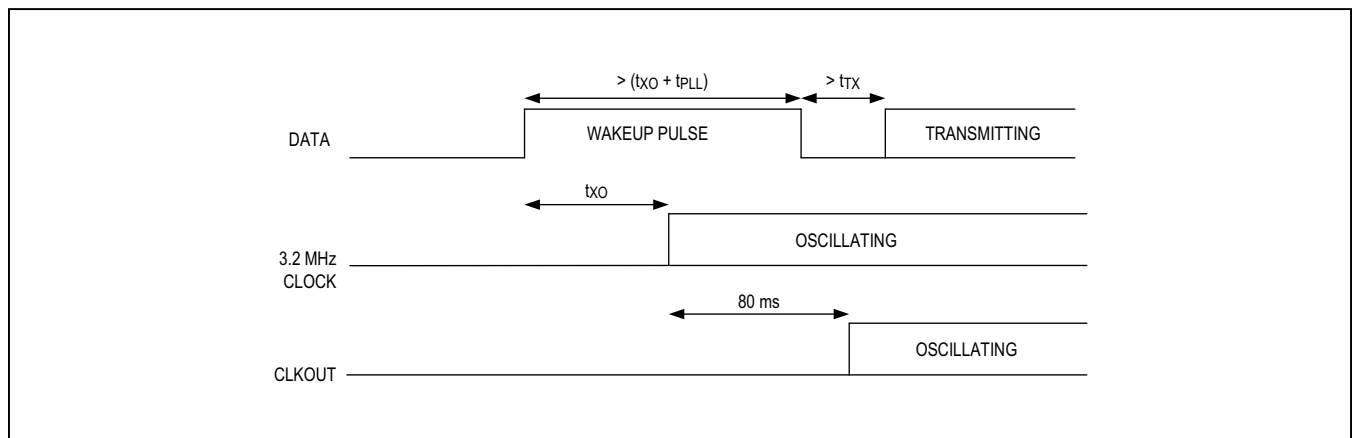 > (tXO + tPLL)
> tTX
DATA
WAKEUP PULSE
TRANSMITTING
tXO
3.2 MHz
CLOCK
OSCILLATING
80 ms
CLKOUT
OSCILLATING